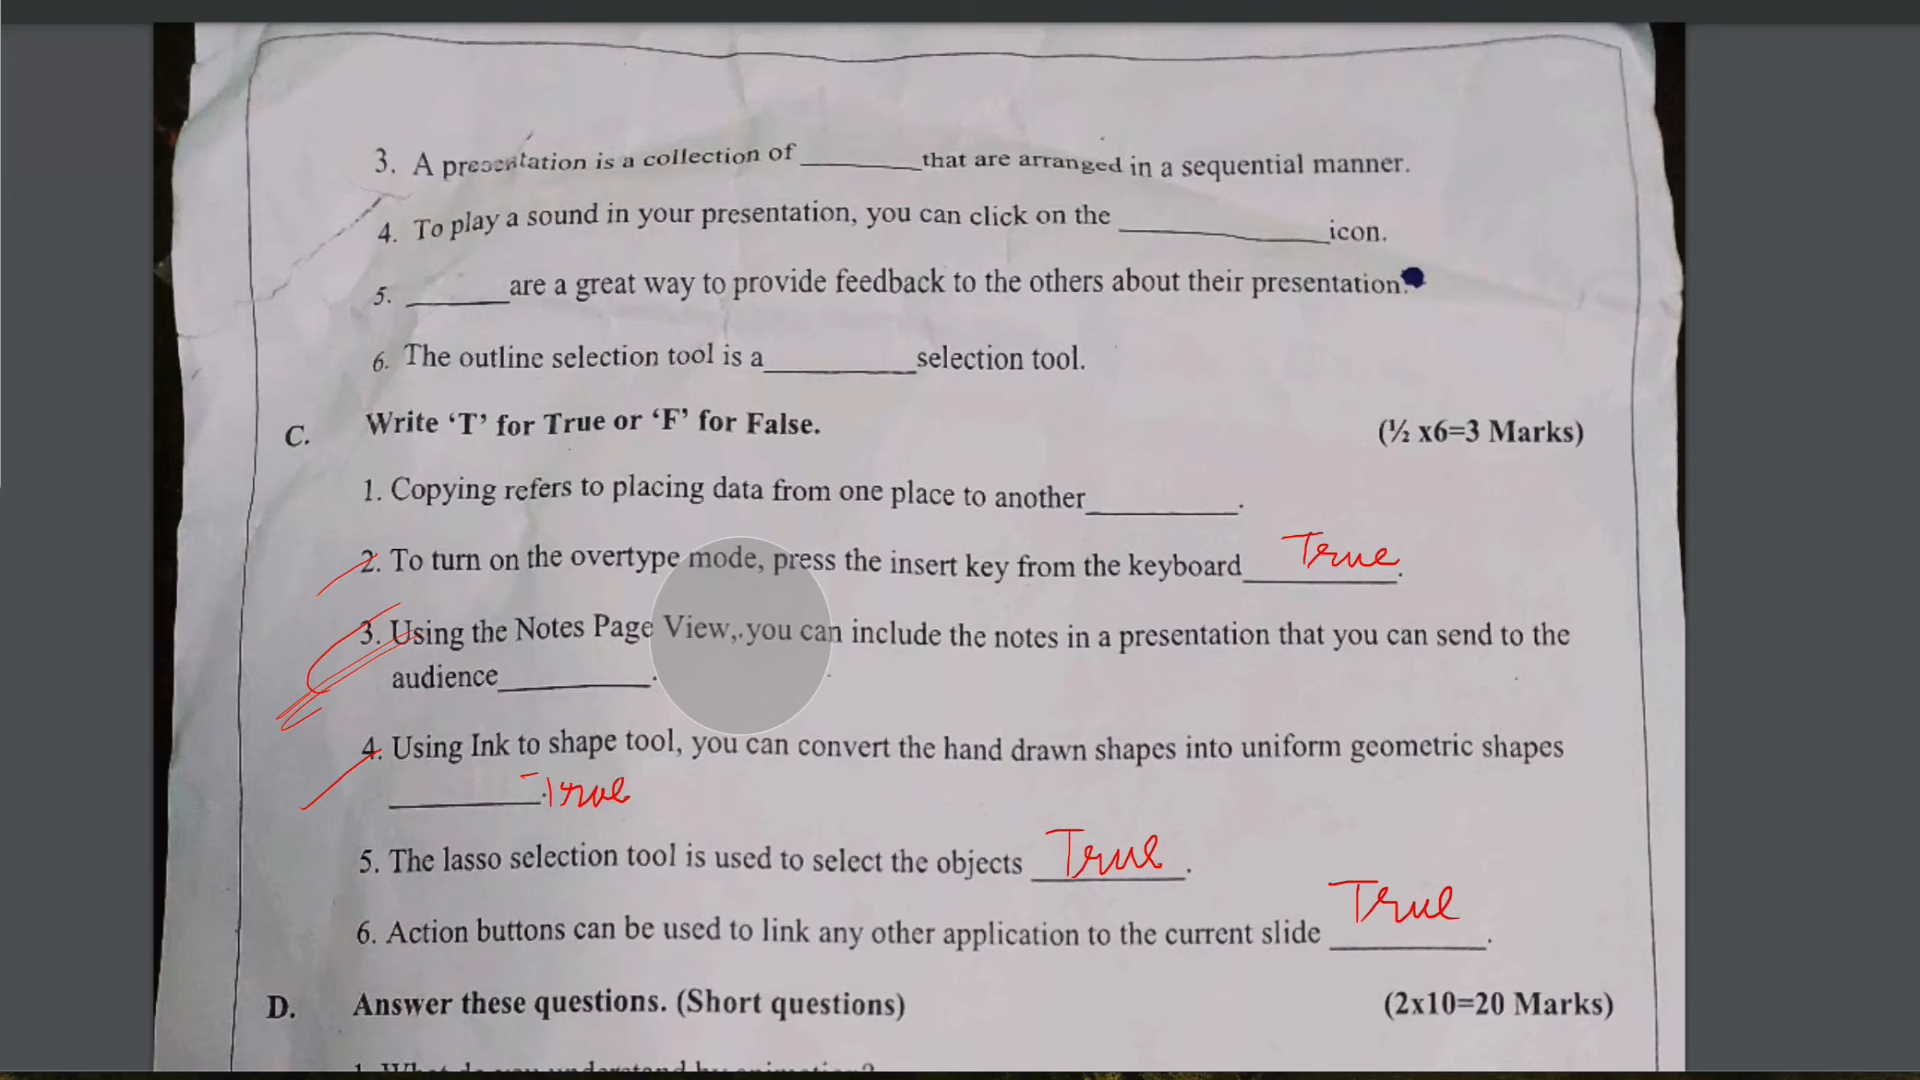 3. A presentation is a collection of ________ that are arranged in a sequential manner.
4. To play a sound in your presentation, you can click on the ____________ icon.
5. ________ are a great way to provide feedback to the others about their presentation.
6. The outline selection tool is a __________ selection tool.
C. Write ‘T’ for True or ‘F’ for False. (½ x6=3 Marks)
1. Copying refers to placing data from one place to another__________.
2. To turn on the overtype mode, press the insert key from the keyboard__________. True
3. Using the Notes Page View,.you can include the notes in a presentation that you can send to the
audience__________.
4. Using Ink to shape tool, you can convert the hand drawn shapes into uniform geometric shapes
__________. True
5. The lasso selection tool is used to select the objects __________. True
6. Action buttons can be used to link any other application to the current slide __________. True
D. Answer these questions. (Short questions) (2x10=20 Marks)